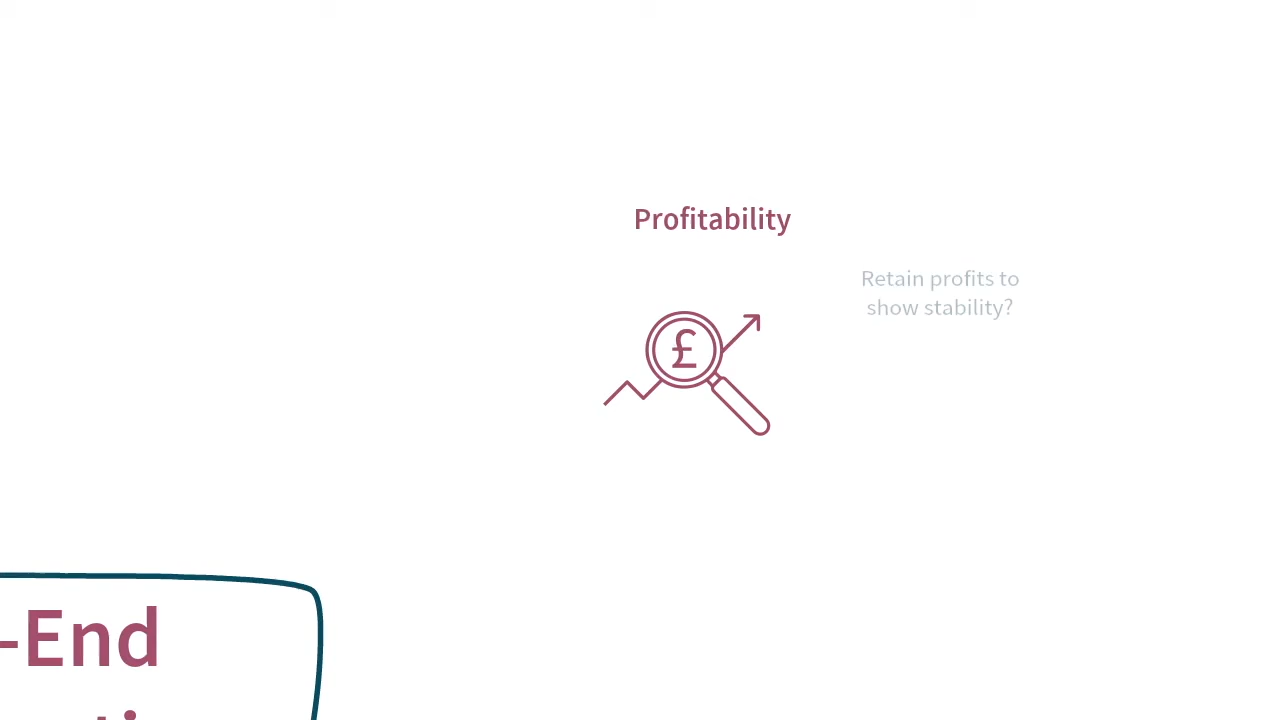 Profitability
Retain profits to
show stability?
£
-End